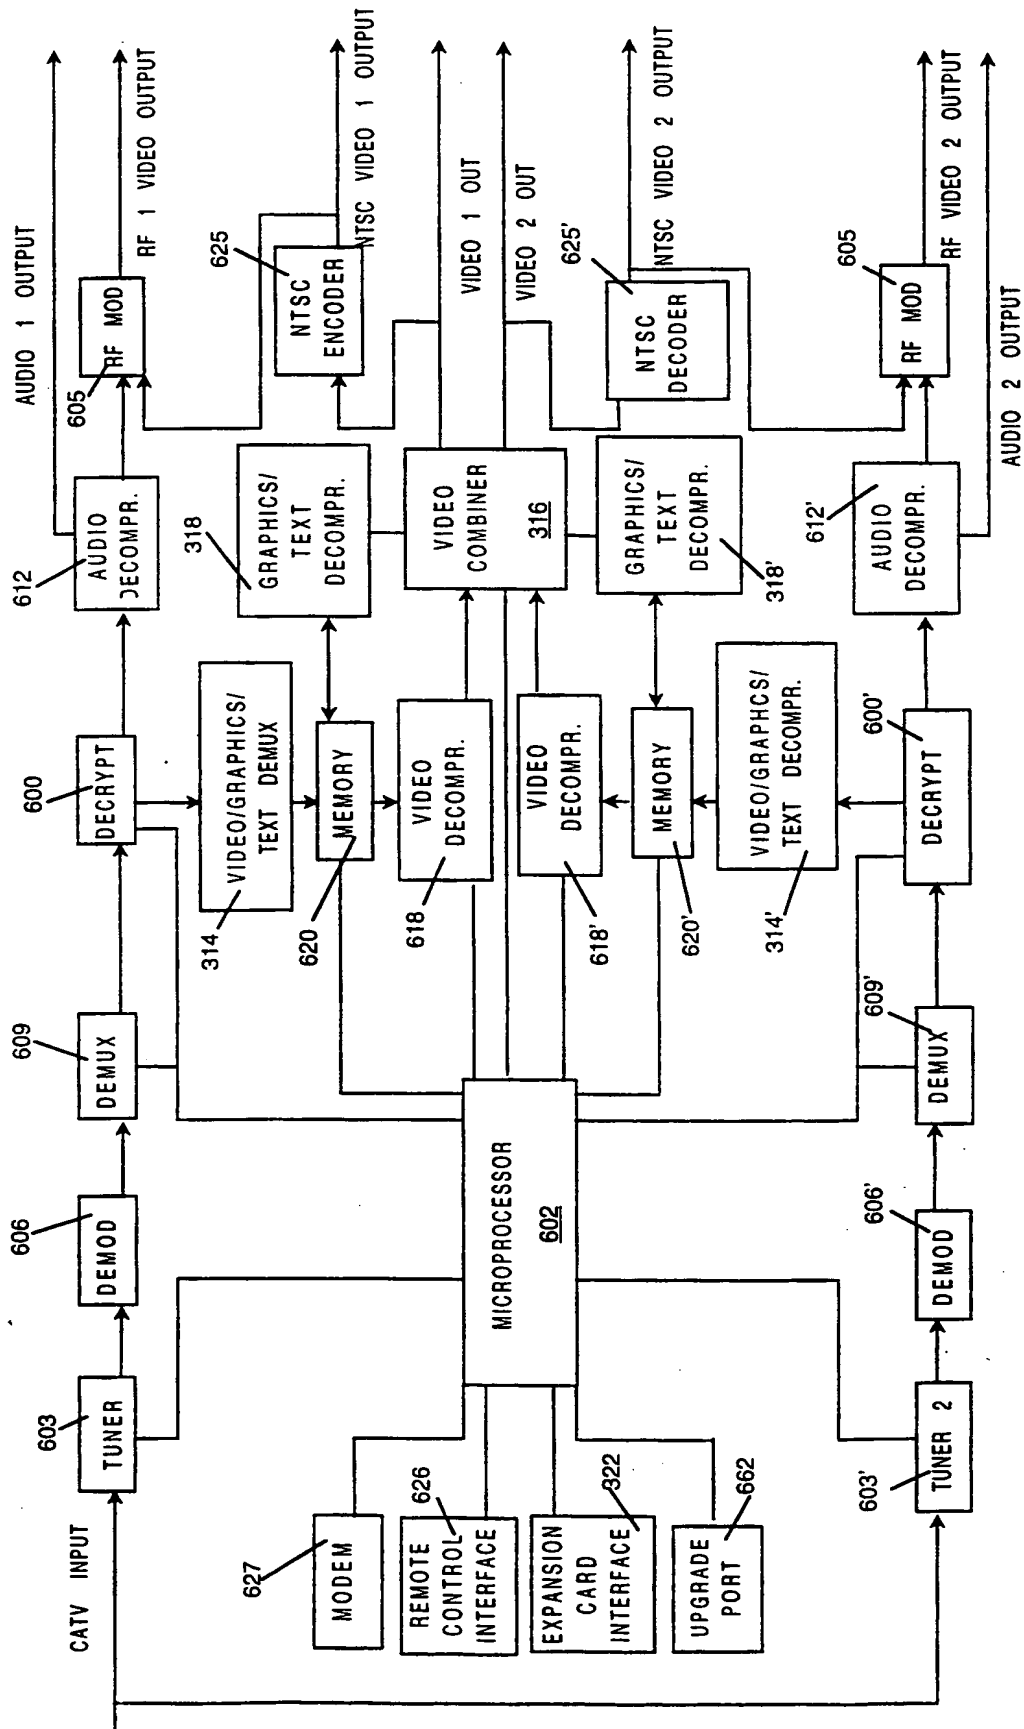 CATV INPUT
603
TUNER
606
DEMOD
609
DEMUX
600
DECRYPT
612
AUDIO
DECOMPR.
605
RF MOD
AUDIO 1 OUTPUT
RF 1 VIDEO OUTPUT
314
VIDEO/GRAPHICS/
TEXT DEMUX
318
GRAPHICS/
TEXT
DECOMPR.
625
NTSC
ENCODER
NTSC VIDEO 1 OUTPUT
620
MEMORY
618
VIDEO
DECOMPR.
VIDEO
COMBINER
316
VIDEO 1 OUT
VIDEO 2 OUT
627
MODEM
626
REMOTE
CONTROL
INTERFACE
322
EXPANSION
CARD
INTERFACE
662
UPGRADE
PORT
MICROPROCESSOR
602
618'
VIDEO
DECOMPR.
620'
MEMORY
318'
GRAPHICS/
TEXT
DECOMPR.
625'
NTSC
DECODER
NTSC VIDEO 2 OUTPUT
314'
VIDEO/GRAPHCS/
TEXT DECOMPR.
603'
TUNER 2
606'
DEMOD
609'
DEMUX
600'
DECRYPT
612'
AUDIO
DECOMPR.
605
RF MOD
RF VIDEO 2 OUTPUT
AUDIO 2 OUTPUT